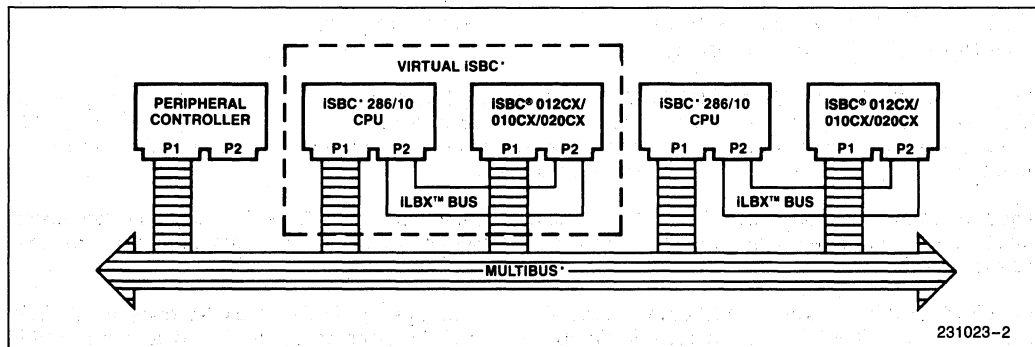 VIRTUAL iSBC*
PERIPHERAL
CONTROLLER
P1 P2
iSBC* 286/10
CPU
P1 P2
iSBC® 012CX/
010CX/020CX
P1 P2
iSBC* 286/10
CPU
P1 P2
iSBC® 012CX/
010CX/020CX
P1 P2
iLBX™ BUS
iLBX™ BUS
MULTIBUS*
231023-2